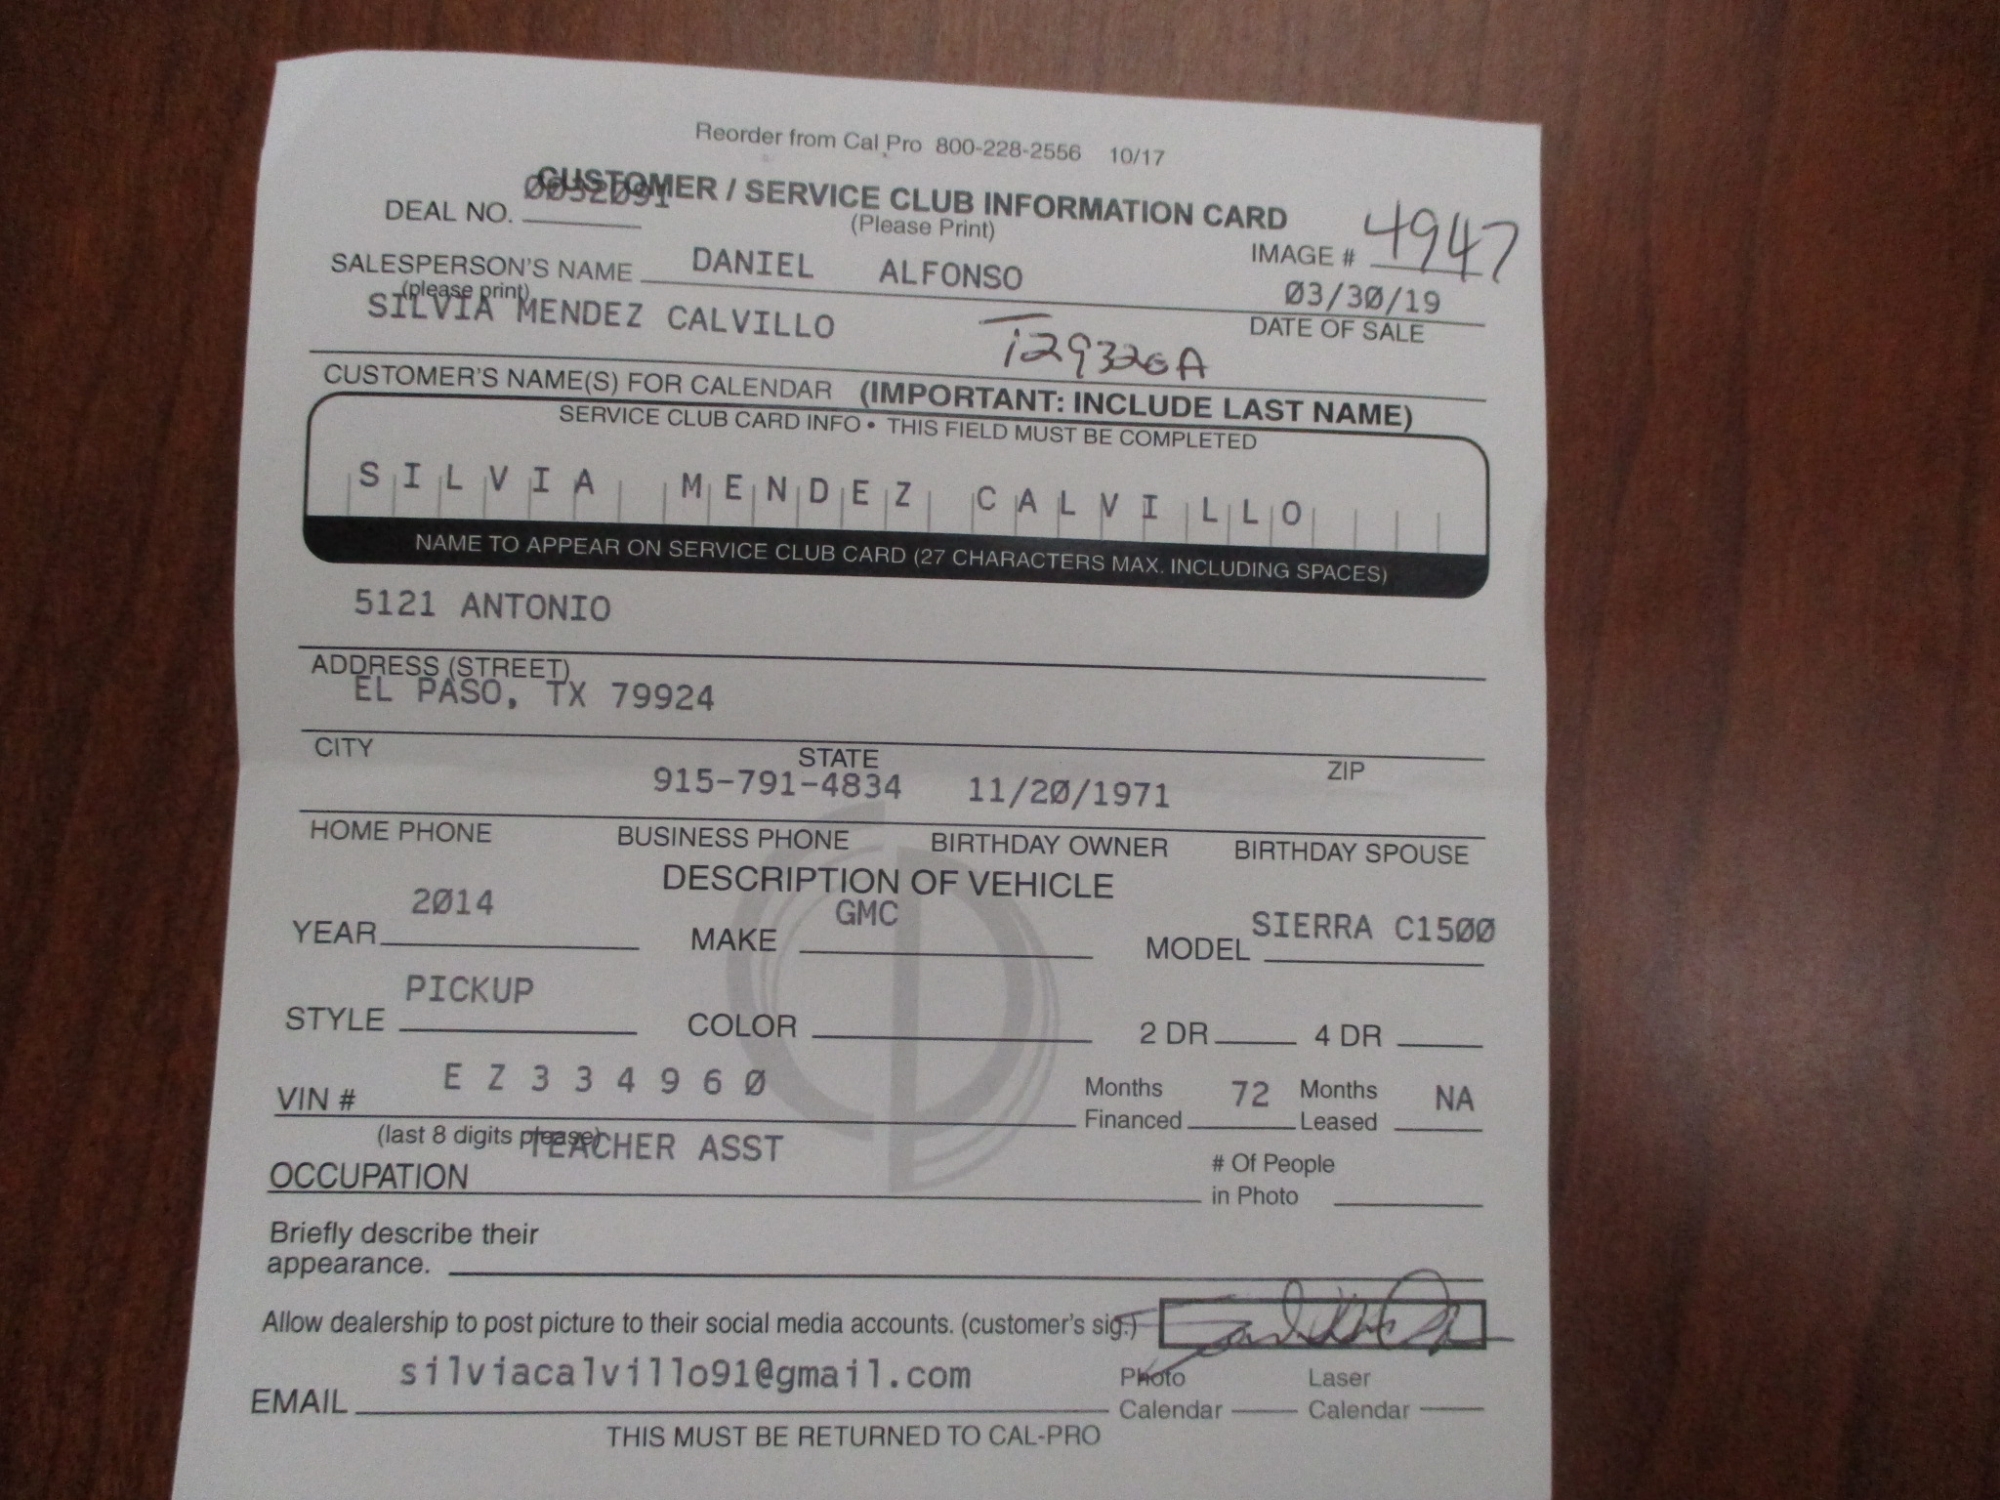 Reorder from Cal Pro 800-228-2556 10/17
CUSTOMER / SERVICE CLUB INFORMATION CARD
(Please Print)
DEAL NO. 0032091
IMAGE # 4947
SALESPERSON'S NAME DANIEL ALFONSO
(please print)
03/30/19
DATE OF SALE
SILVIA MENDEZ CALVILLO T29326A
CUSTOMER'S NAME(S) FOR CALENDAR (IMPORTANT: INCLUDE LAST NAME)
SERVICE CLUB CARD INFO • THIS FIELD MUST BE COMPLETED
SILVIA MENDEZ CALVILLO
NAME TO APPEAR ON SERVICE CLUB CARD (27 CHARACTERS MAX. INCLUDING SPACES)
5121 ANTONIO
ADDRESS (STREET)
EL PASO, TX 79924
CITY STATE ZIP
915-791-4834 11/20/1971
HOME PHONE BUSINESS PHONE BIRTHDAY OWNER BIRTHDAY SPOUSE
DESCRIPTION OF VEHICLE
YEAR 2014 MAKE GMC MODEL SIERRA C1500
STYLE PICKUP COLOR 2 DR 4 DR
VIN # EZ334960 Months Financed 72 Months Leased NA
(last 8 digits please)
OCCUPATION TEACHER ASST # Of People in Photo
Briefly describe their
appearance.
Allow dealership to post picture to their social media accounts. (customer's sig.)
EMAIL silviacalvillo91@gmail.com Photo Calendar Laser Calendar
THIS MUST BE RETURNED TO CAL-PRO